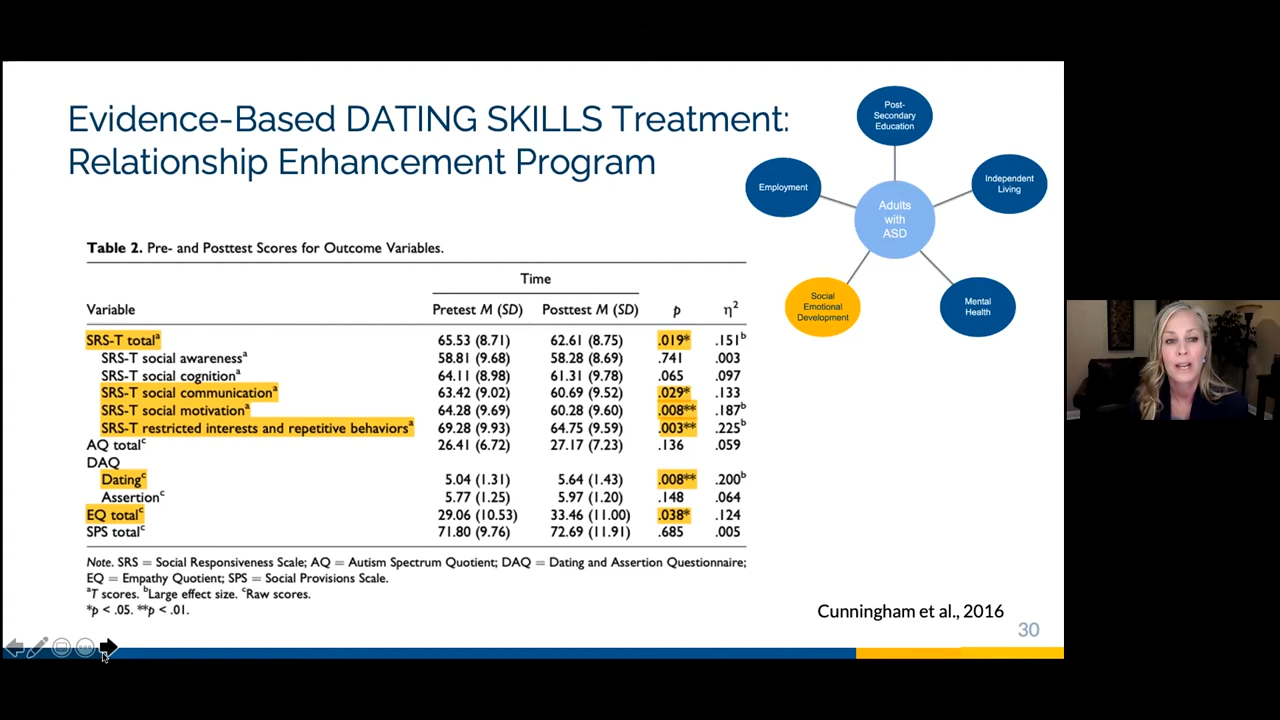 Evidence-Based DATING SKILLS Treatment:
Relationship Enhancement Program
Post-
Secondary
Education
Employment
Independent
Living
Adults
with
ASD
Social
Emotional
Development
Mental
Health
Table 2. Pre- and Posttest Scores for Outcome Variables.
Time
Variable Pretest M (SD) Posttest M (SD) p η²
SRS-T totalᵃ 65.53 (8.71) 62.61 (8.75) .019* .151ᵇ
SRS-T social awarenessᵃ 58.81 (9.68) 58.28 (8.69) .741 .003
SRS-T social cognitionᵃ 64.11 (8.98) 61.31 (9.78) .065 .097
SRS-T social communicationᵃ 63.42 (9.02) 60.69 (9.52) .029* .133
SRS-T social motivationᵃ 64.28 (9.69) 60.28 (9.60) .008** .187ᵇ
SRS-T restricted interests and repetitive behaviorsᵃ 69.28 (9.93) 64.75 (9.59) .003** .225ᵇ
AQ totalᶜ 26.41 (6.72) 27.17 (7.23) .136 .059
DAQ
Datingᶜ 5.04 (1.31) 5.64 (1.43) .008** .200ᵇ
Assertionᶜ 5.77 (1.25) 5.97 (1.20) .148 .064
EQ totalᶜ 29.06 (10.53) 33.46 (11.00) .038* .124
SPS totalᶜ 71.80 (9.76) 72.69 (11.91) .685 .005
Note. SRS = Social Responsiveness Scale; AQ = Autism Spectrum Quotient; DAQ = Dating and Assertion Questionnaire;
EQ = Empathy Quotient; SPS = Social Provisions Scale.
ᵃT scores. ᵇLarge effect size. ᶜRaw scores.
*p < .05. **p < .01.
Cunningham et al., 2016
30